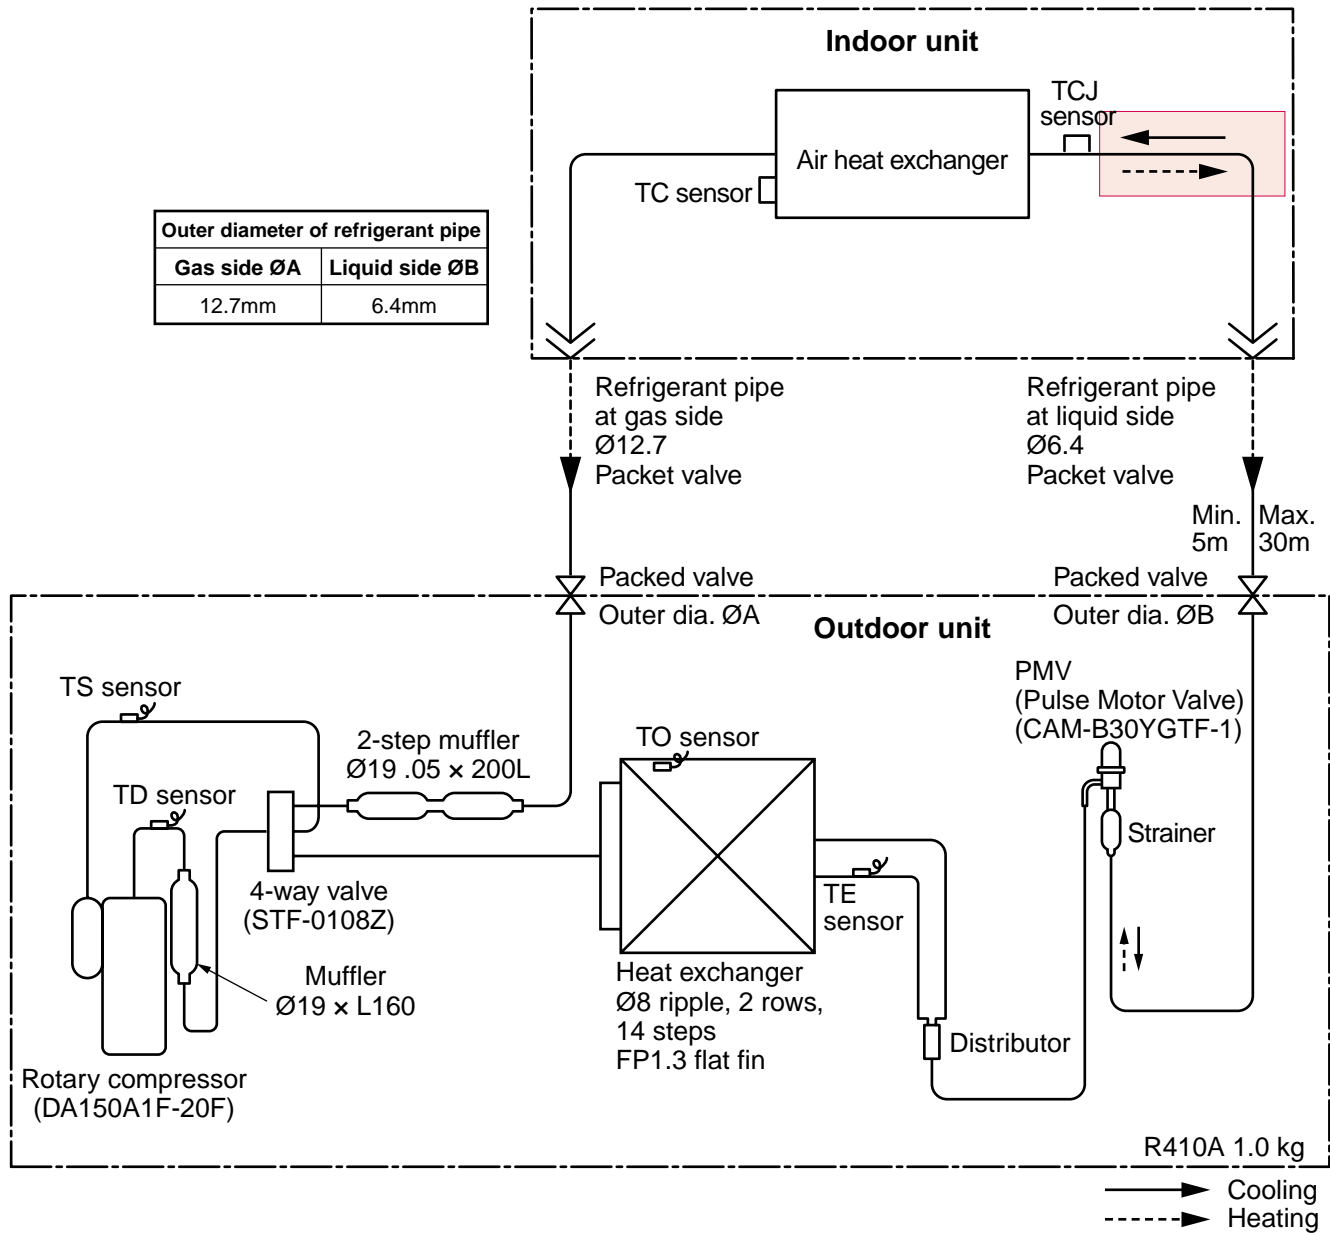 Indoor unit
TCJ
sensor
Air heat exchanger
TC sensor
Outer diameter of refrigerant pipe
Gas side ØA
Liquid side ØB
12.7mm
6.4mm
Refrigerant pipe
at gas side
Ø12.7
Packet valve
Refrigerant pipe
at liquid side
Ø6.4
Packet valve
Min.
5m
Max.
30m
Packed valve
Outer dia. ØA
Packed valve
Outer dia. ØB
Outdoor unit
PMV
(Pulse Motor Valve)
(CAM-B30YGTF-1)
TS sensor
2-step muffler
Ø19 .05 × 200L
TO sensor
TD sensor
Strainer
4-way valve
(STF-0108Z)
TE
sensor
Muffler
Ø19 × L160
Heat exchanger
Ø8 ripple, 2 rows,
14 steps
FP1.3 flat fin
Distributor
Rotary compressor
(DA150A1F-20F)
R410A 1.0 kg
Cooling
Heating